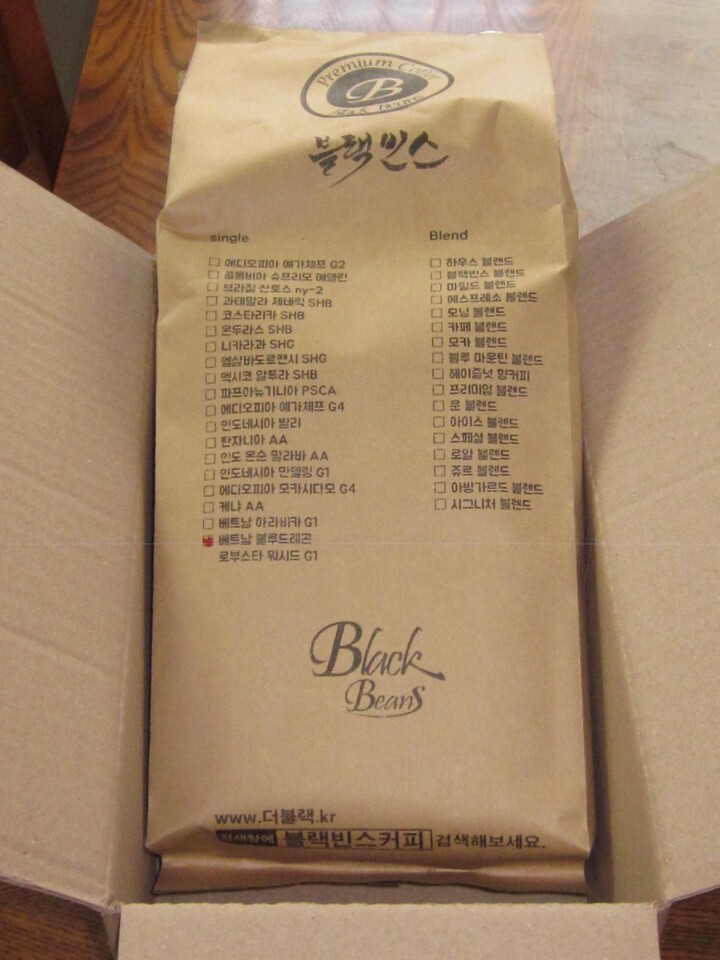 Premium Coffee
B
Black Beans
블랙빈스
single
에디오피아 예가체프 G2
콜롬비아 슈프리모 메델린
브라질 산토스 ny-2
과테말라 제네릭 SHB
코스타리카 SHB
온두라스 SHB
니카라과 SHG
엘살바도르팬시 SHG
멕시코 알투라 SHB
파프아뉴기니아 PSCA
에디오피아 예가체프 G4
인도네시아 발리
탄자니아 AA
인도 몬순 말라바 AA
인도네시아 만델링 G1
에디오피아 모카시다모 G4
케냐 AA
베트남 아라비카 G1
베트남 블루드래곤
로부스타 워시드 G1
Blend
하우스 블렌드
블랙빈스 블렌드
마일드 블렌드
에스프레소 블렌드
모닝 블렌드
카페 블렌드
모카 블렌드
블루 마운틴 블렌드
헤이즐넛 향커피
프리미엄 블렌드
문 블렌드
아이스 블렌드
스페셜 블렌드
로얄 블렌드
쥬르 블렌드
아방가르드 블렌드
시그니처 블렌드
Black
Beans
www.더블랙.kr
검색창에 블랙빈스커피 검색해보세요.